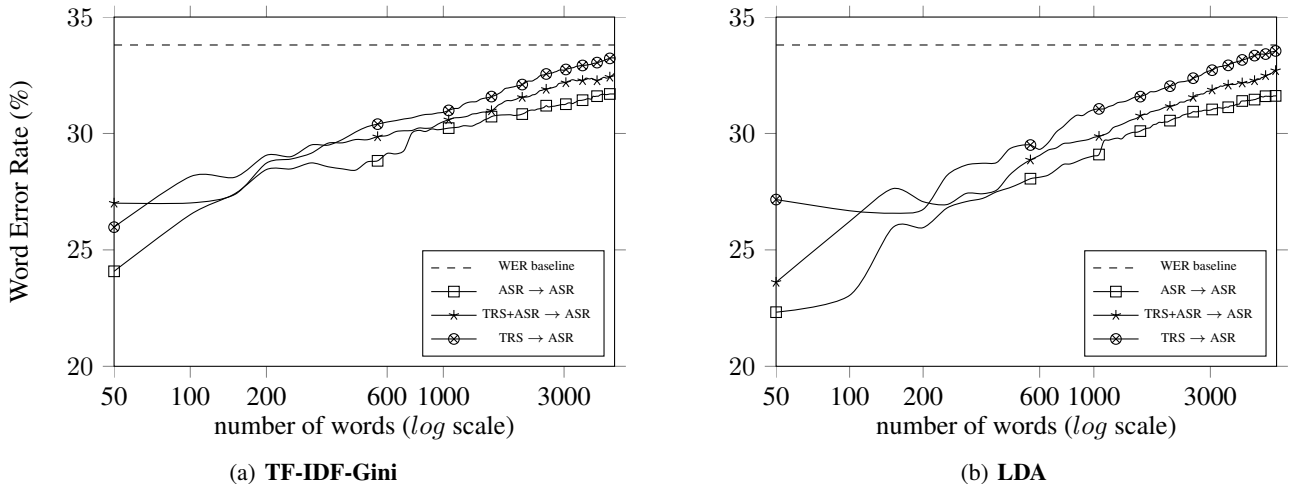 Word Error Rate (%)
35
30
25
20
50 100 200 600 1000 3000
number of words (log scale)
WER baseline
ASR → ASR
TRS+ASR → ASR
TRS → ASR
(a) TF-IDF-Gini
35
30
25
20
50 100 200 600 1000 3000
number of words (log scale)
WER baseline
ASR → ASR
TRS+ASR → ASR
TRS → ASR
(b) LDA